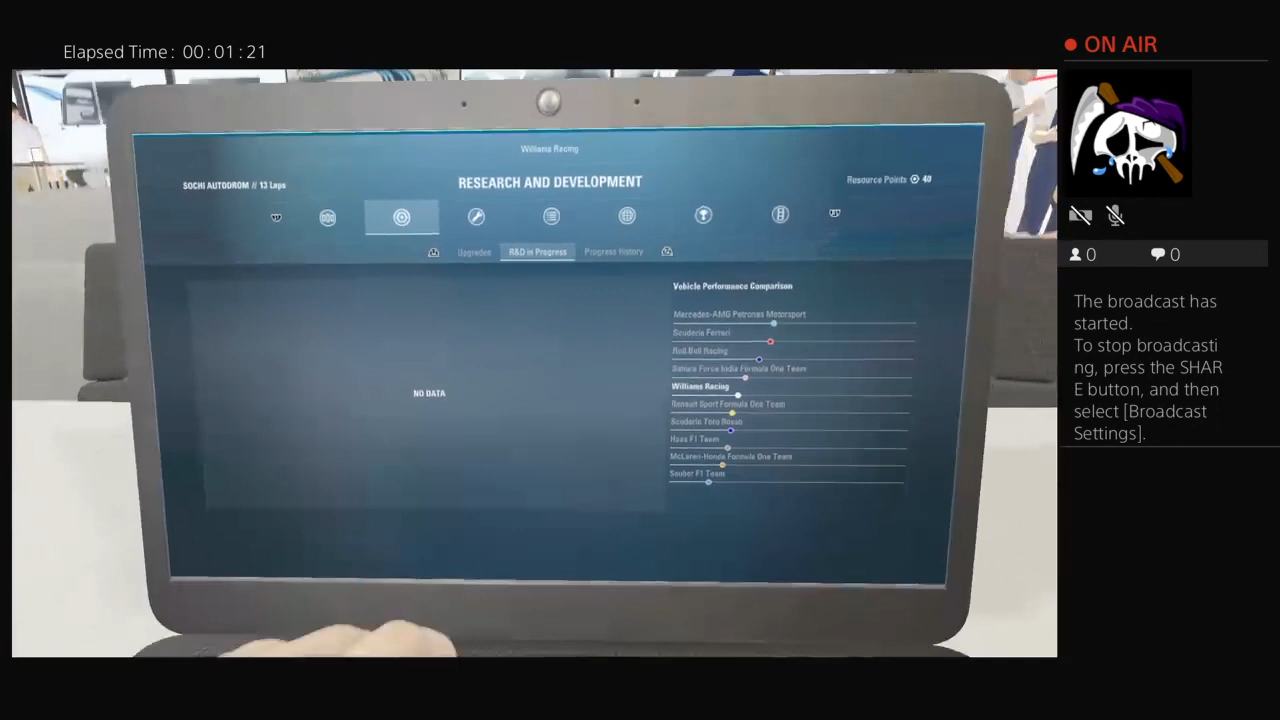 Elapsed Time: 00:01:21
ON AIR
Williams Racing
SOCHI AUTODROM // 13 Laps
RESEARCH AND DEVELOPMENT
Resource Points 40
Upgrades
R&D in Progress
Progress History
NO DATA
Vehicle Performance Comparison
Mercedes-AMG Petronas Motorsport
Scuderia Ferrari
Red Bull Racing
Sahara Force India Formula One Team
Williams Racing
Renault Sport Formula One Team
Scuderia Toro Rosso
Haas F1 Team
McLaren-Honda Formula One Team
Sauber F1 Team
0
0
The broadcast has
started.
To stop broadcasti
ng, press the SHAR
E button, and then
select [Broadcast
Settings].